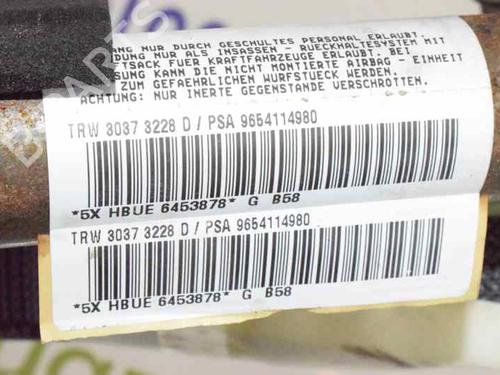 ANG NUR DURCH GESCHULTES PERSONAL ERLAUBT.
DUNG NUR ALS INSASSEN - RUECKHALTESYSTEM MIT
FTSACK FUER KRAFTFAHRZEUGE ERLAUBT. BEI
SUNG KANN DIE NICHT MONTIERTE AIRBAG - EINHEIT
ZUM GEFAEHRLICHEN WURFSTUECK WERDEN.
ACHTUNG: NUR INERTE GEGENSTANDE VERSCHROTTEN.
TRW 3037 3228 D / PSA 9654114980
*5X HBUE 6453878* G B58
TRW 3037 3228 D / PSA 9654114980
*5X HBUE 6453878* G B58